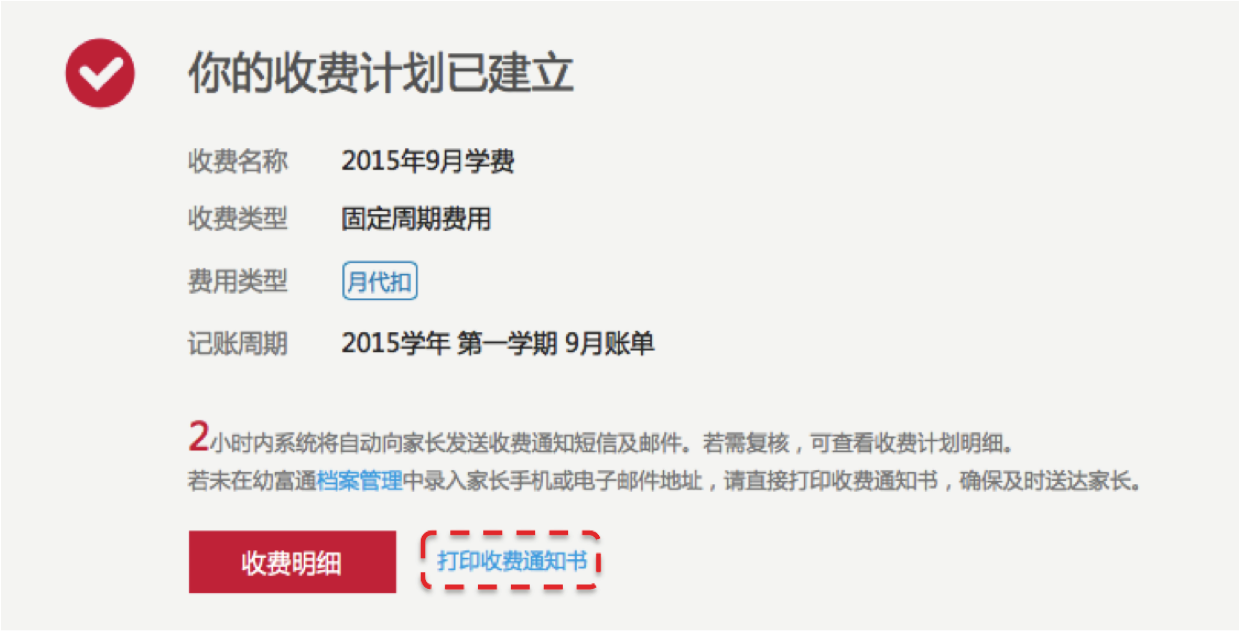 你的收费计划已建立
收费名称 2015年9月学费
收费类型 固定周期费用
费用类型 月代扣
记账周期 2015学年 第一学期 9月账单
2小时内系统将自动向家长发送收费通知短信及邮件。若需复核，可查看收费计划明细。
若未在幼富通档案管理中录入家长手机或电子邮件地址，请直接打印收费通知书，确保及时送达家长。
收费明细 打印收费通知书